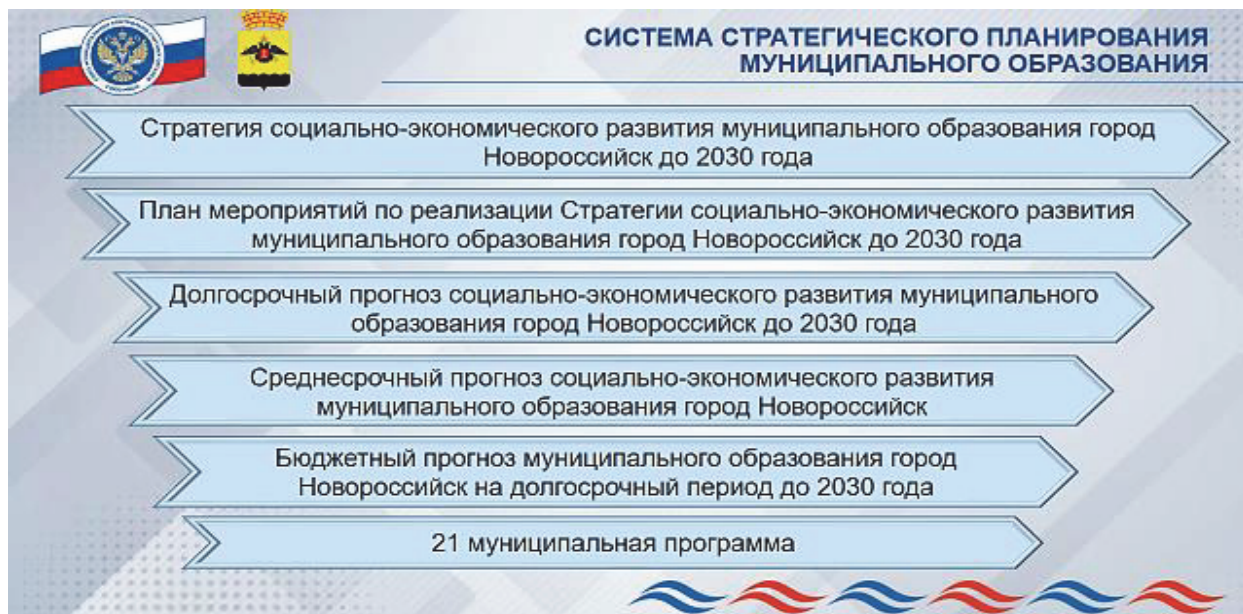 СИСТЕМА СТРАТЕГИЧЕСКОГО ПЛАНИРОВАНИЯ
МУНИЦИПАЛЬНОГО ОБРАЗОВАНИЯ
Стратегия социально-экономического развития муниципального образования город
Новороссийск до 2030 года
План мероприятий по реализации Стратегии социально-экономического развития
муниципального образования город Новороссийск до 2030 года
Долгосрочный прогноз социально-экономического развития муниципального
образования город Новороссийск до 2030 года
Среднесрочный прогноз социально-экономического развития
муниципального образования город Новороссийск
Бюджетный прогноз муниципального образования город
Новороссийск на долгосрочный период до 2030 года
21 муниципальная программа